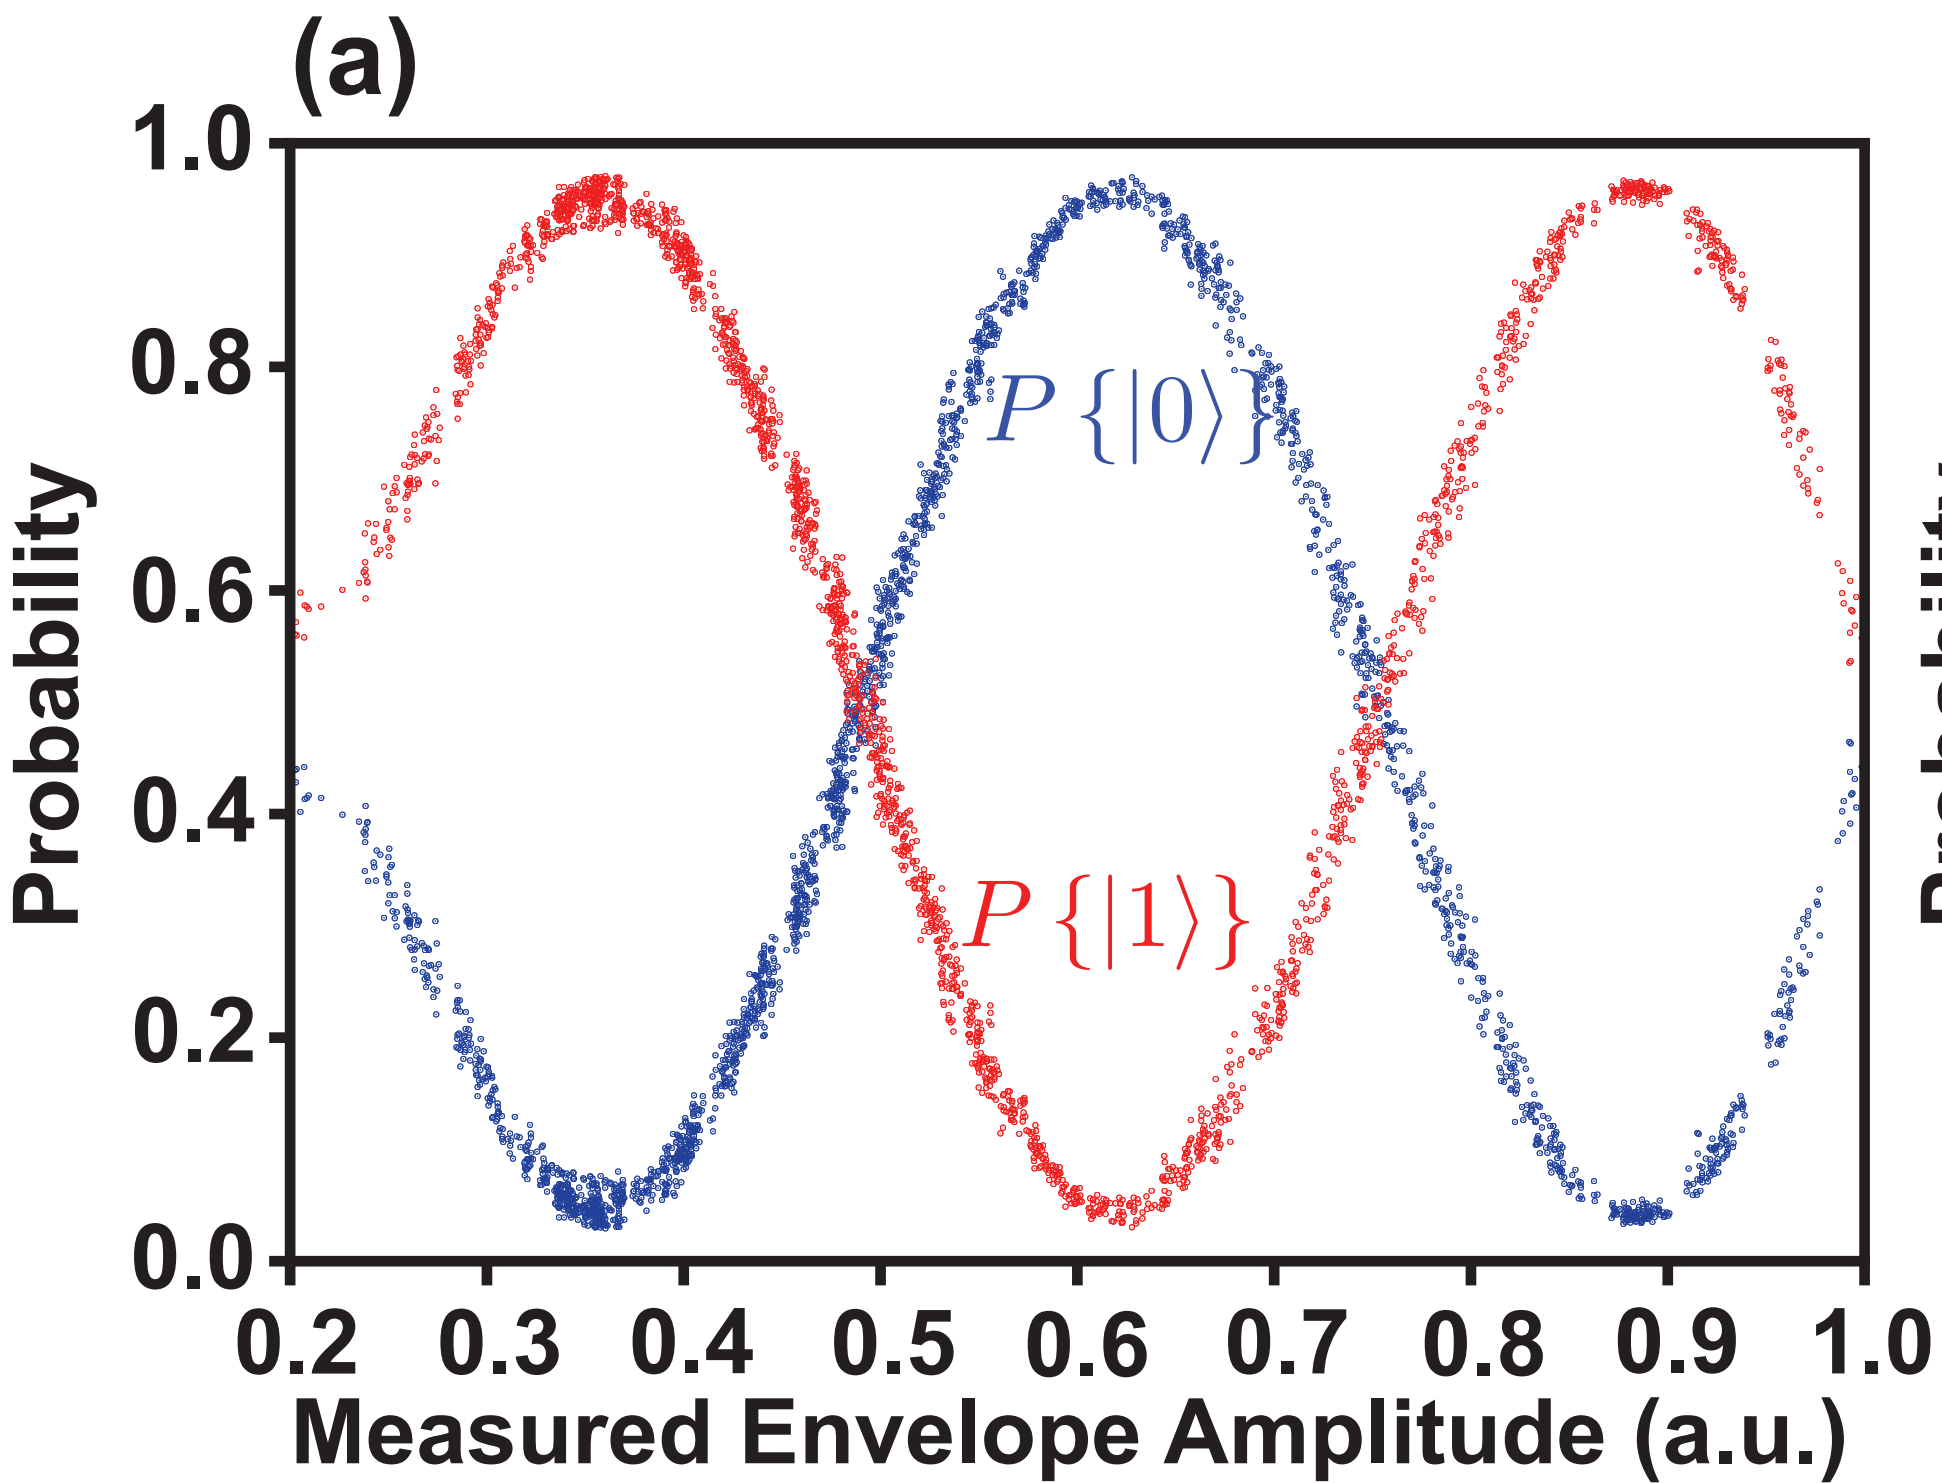 (a)
1.0
0.8
0.6
0.4
0.2
0.0
Probability
P {|0⟩}
P {|1⟩}
0.2 0.3 0.4 0.5 0.6 0.7 0.8 0.9 1.0
Measured Envelope Amplitude (a.u.)